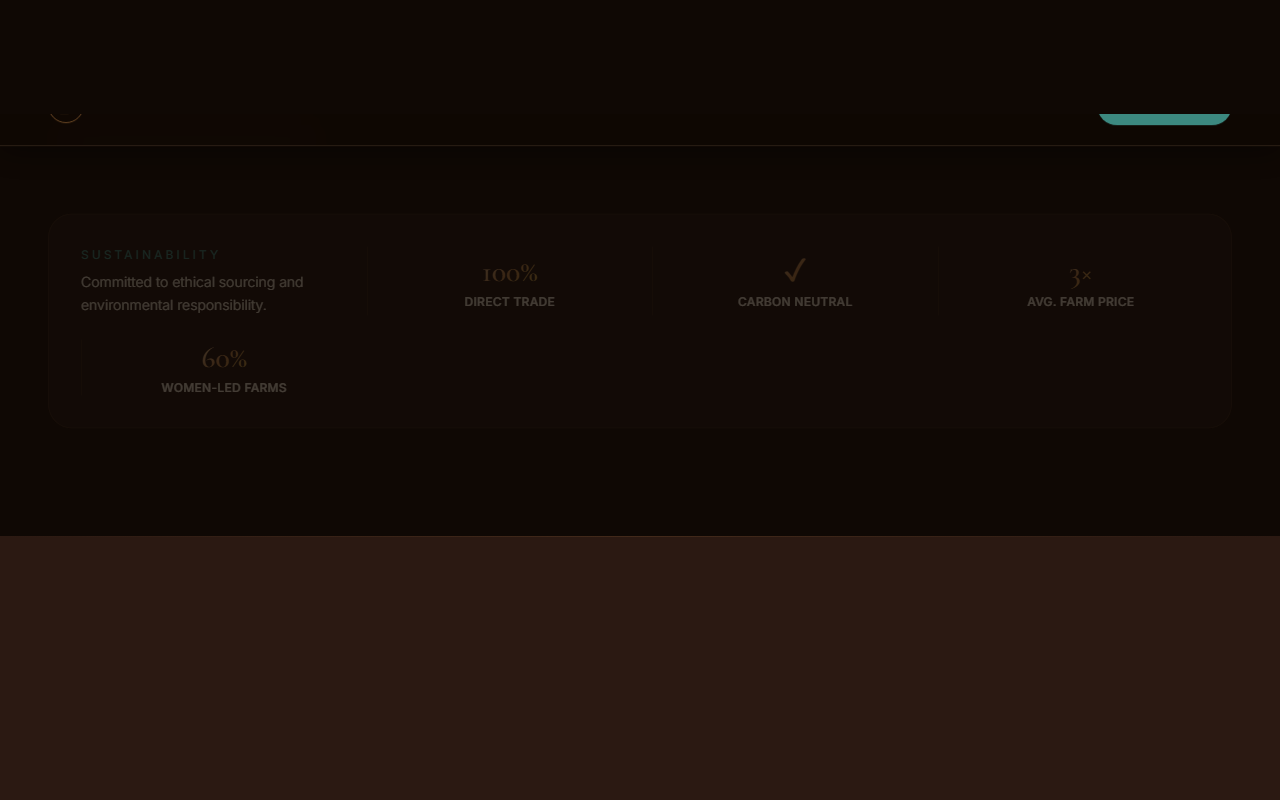 SUSTAINABILITY
Committed to ethical sourcing and
environmental responsibility.
100%
DIRECT TRADE
✓
CARBON NEUTRAL
3×
AVG. FARM PRICE
60%
WOMEN-LED FARMS